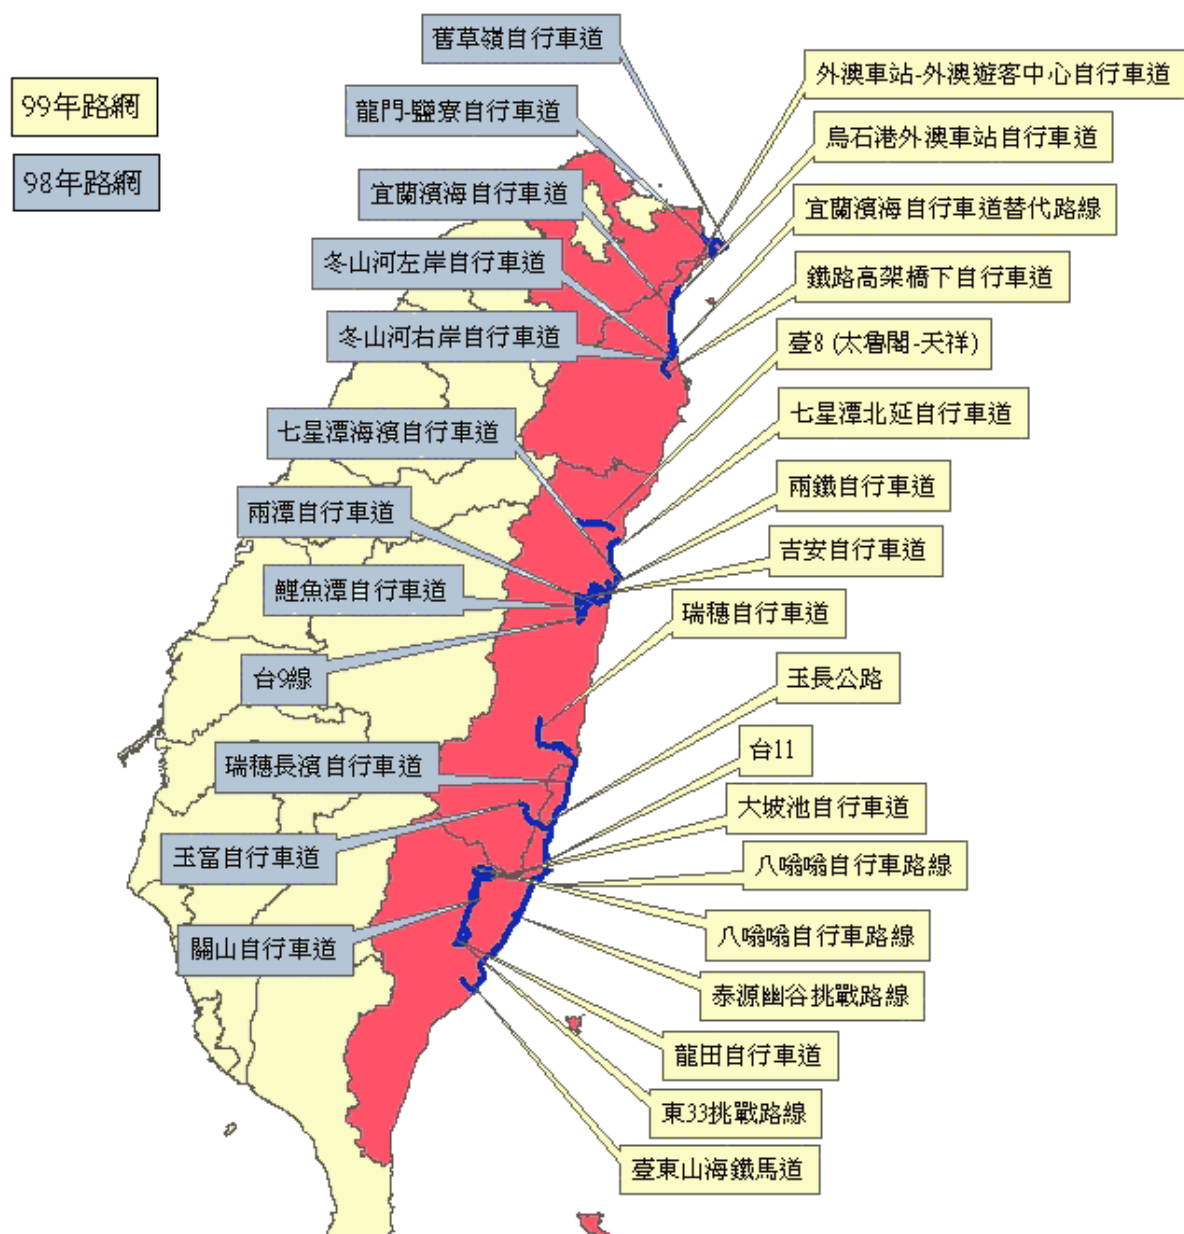 99年路網
98年路網
舊草嶺自行車道
龍門-鹽寮自行車道
宜蘭濱海自行車道
冬山河左岸自行車道
冬山河右岸自行車道
七星潭海濱自行車道
兩潭自行車道
鯉魚潭自行車道
台9線
瑞穗長濱自行車道
玉富自行車道
關山自行車道
外澳車站-外澳遊客中心自行車道
烏石港外澳車站自行車道
宜蘭濱海自行車道替代路線
鐵路高架橋下自行車道
臺8 (太魯閣-天祥)
七星潭北延自行車道
兩鐵自行車道
吉安自行車道
瑞穗自行車道
玉長公路
台11
大坡池自行車道
八嗡嗡自行車路線
八嗡嗡自行車路線
泰源幽谷挑戰路線
龍田自行車道
東33挑戰路線
臺東山海鐵馬道